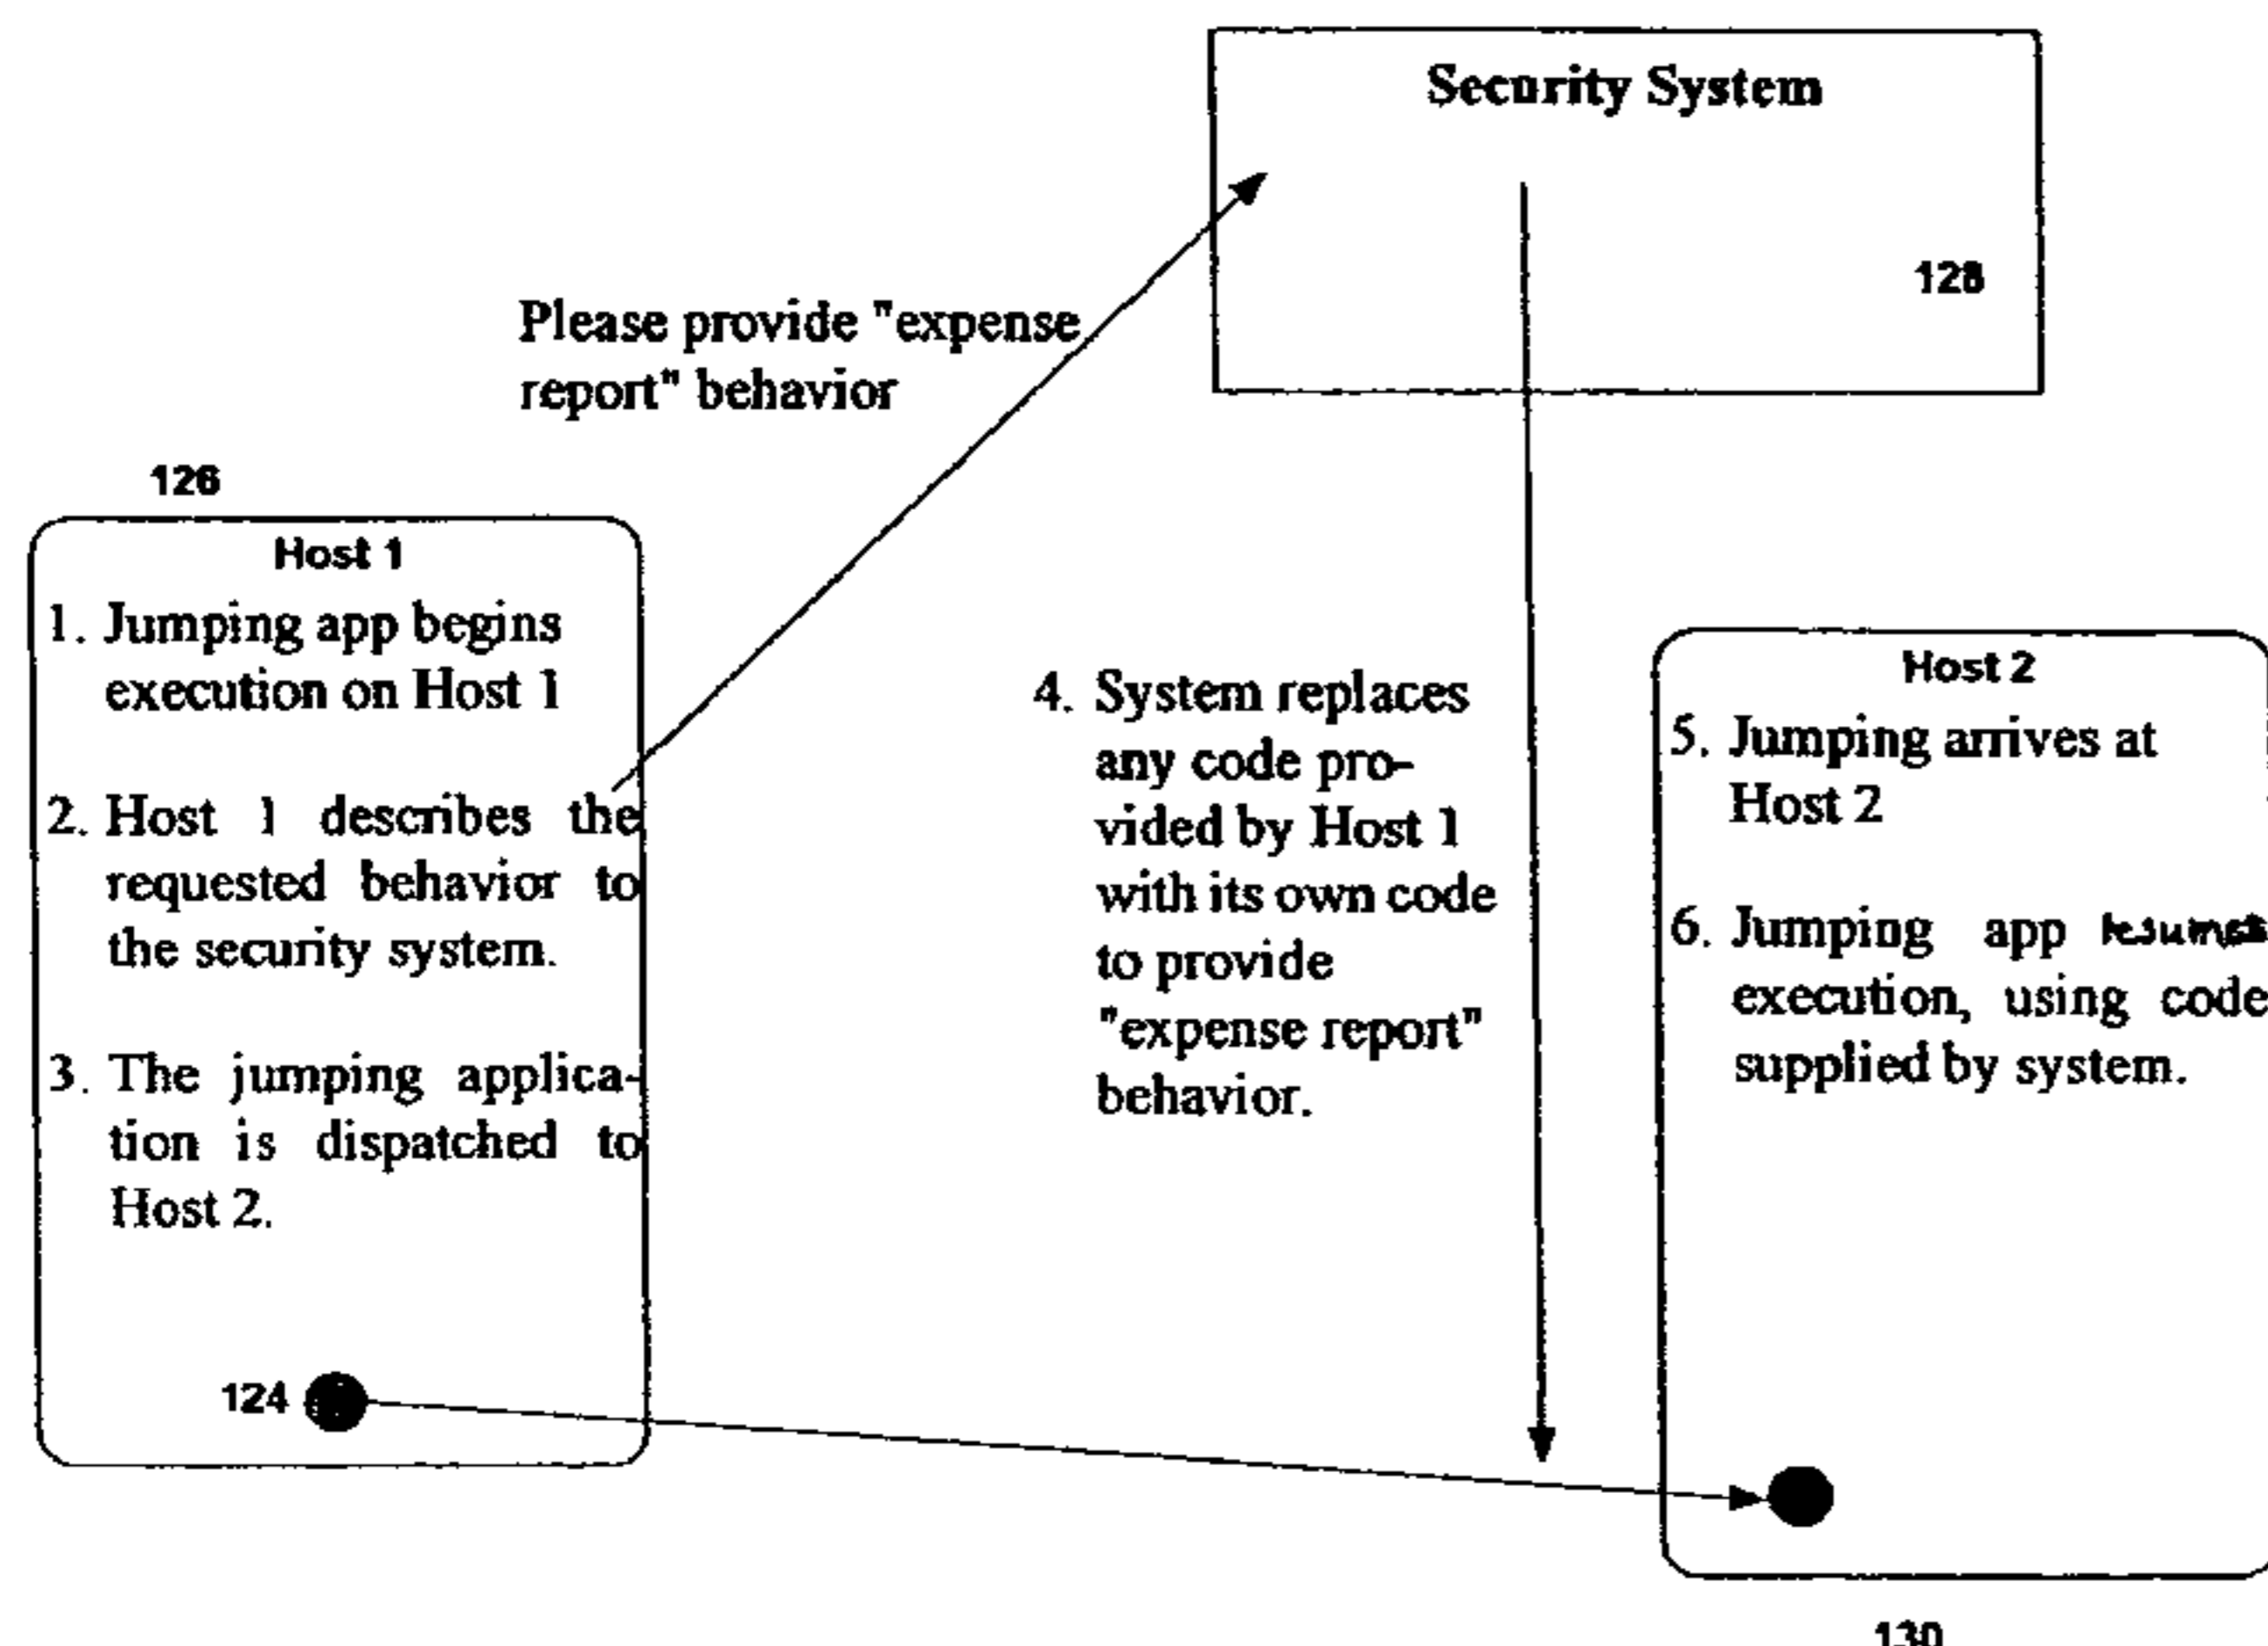 Security System
128
Please provide "expense
report" behavior
126
Host 1
1. Jumping app begins
execution on Host 1
2. Host 1 describes the
requested behavior to
the security system.
3. The jumping applica-
tion is dispatched to
Host 2.
124
4. System replaces
any code pro-
vided by Host 1
with its own code
to provide
"expense report"
behavior.
Host 2
5. Jumping arrives at
Host 2
6. Jumping app resumes
execution, using code
supplied by system.
130